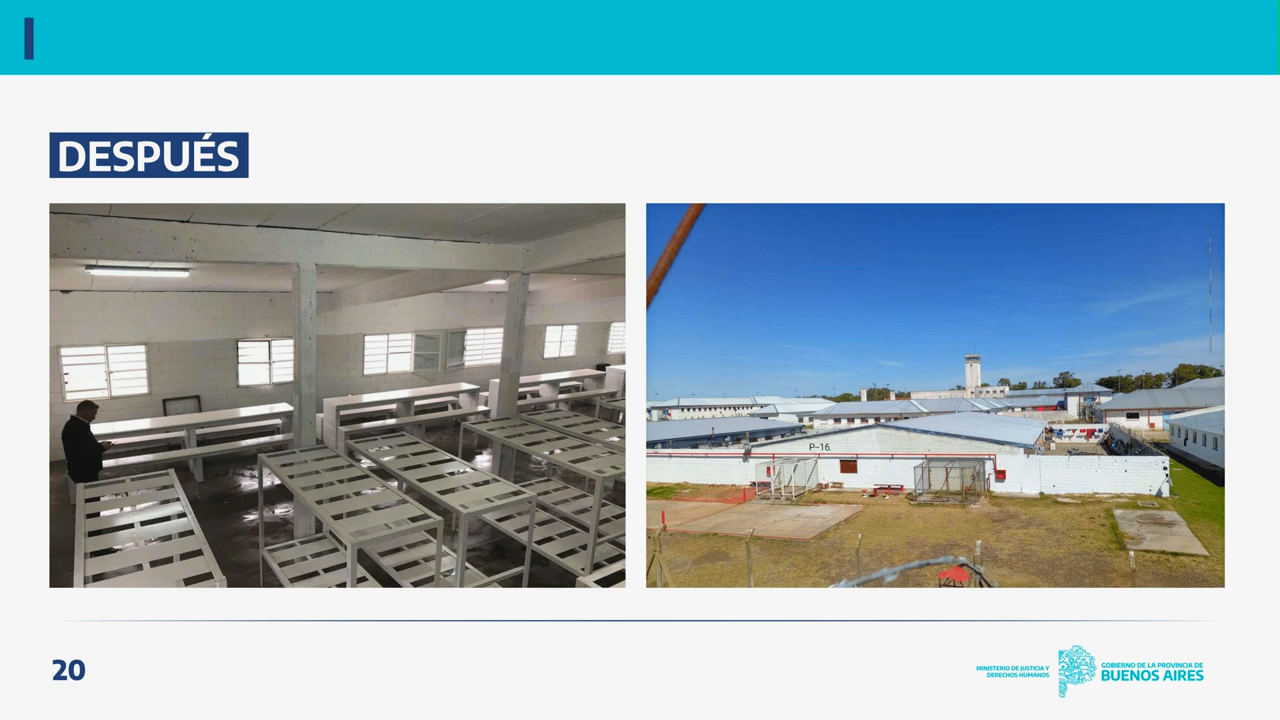 DESPUÉS
P-16.
20
MINISTERIO DE JUSTICIA Y
DERECHOS HUMANOS
GOBIERNO DE LA PROVINCIA DE
BUENOS AIRES